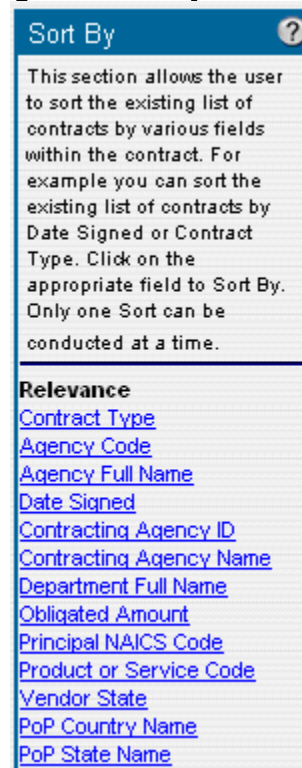 Sort By ?
This section allows the user
to sort the existing list of
contracts by various fields
within the contract. For
example you can sort the
existing list of contracts by
Date Signed or Contract
Type. Click on the
appropriate field to Sort By.
Only one Sort can be
conducted at a time.
Relevance
Contract Type
Agency Code
Agency Full Name
Date Signed
Contracting Agency ID
Contracting Agency Name
Department Full Name
Obligated Amount
Principal NAICS Code
Product or Service Code
Vendor State
PoP Country Name
PoP State Name